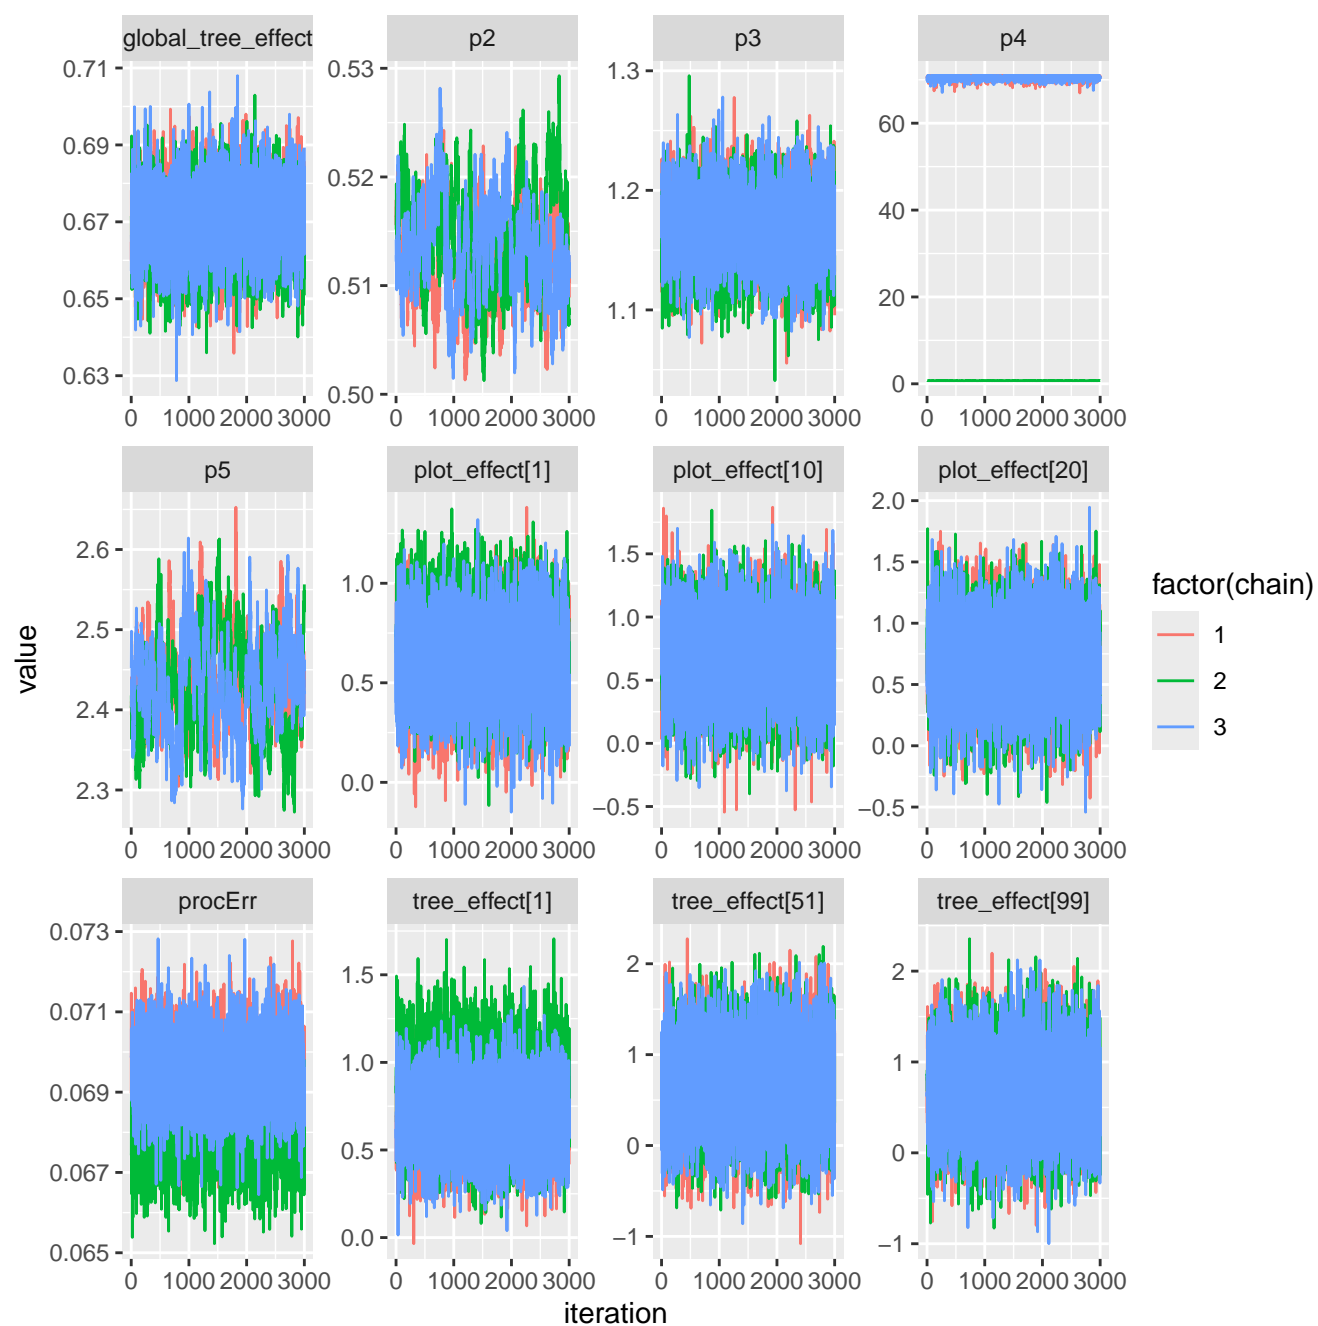 global_tree_effect p2 p3 p4
0.71 0.69 0.67 0.65 0.63
0.53 0.52 0.51 0.50
1.3 1.2 1.1
60 40 20 0
0 1000 2000 3000 0 1000 2000 3000 0 1000 2000 3000 0 1000 2000 3000
p5 plot_effect[1] plot_effect[10] plot_effect[20]
2.6 2.5 2.4 2.3
1.0 0.5 0.0
1.5 1.0 0.5 0.0 −0.5
2.0 1.5 1.0 0.5 0.0 −0.5
0 1000 2000 3000 0 1000 2000 3000 0 1000 2000 3000 0 1000 2000 3000
procErr tree_effect[1] tree_effect[51] tree_effect[99]
0.073 0.071 0.069 0.067 0.065
1.5 1.0 0.5 0.0
2 1 0 −1
2 1 0 −1
0 1000 2000 3000 0 1000 2000 3000 0 1000 2000 3000 0 1000 2000 3000
value
iteration
factor(chain)
1
2
3